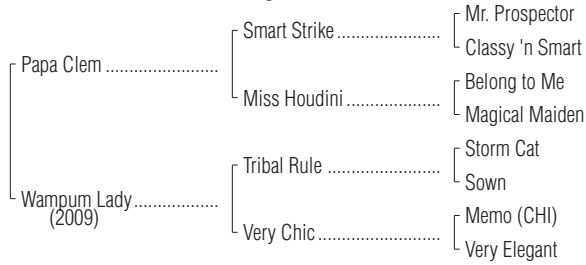 Mr. Prospector
Smart Strike ....................
Classy 'n Smart
Papa Clem ......................
Belong to Me
Miss Houdini ..................
Magical Maiden
Storm Cat
Tribal Rule ......................
Sown
Wampum Lady .................
(2009)
Memo (CHI)
Very Chic ........................
Very Elegant